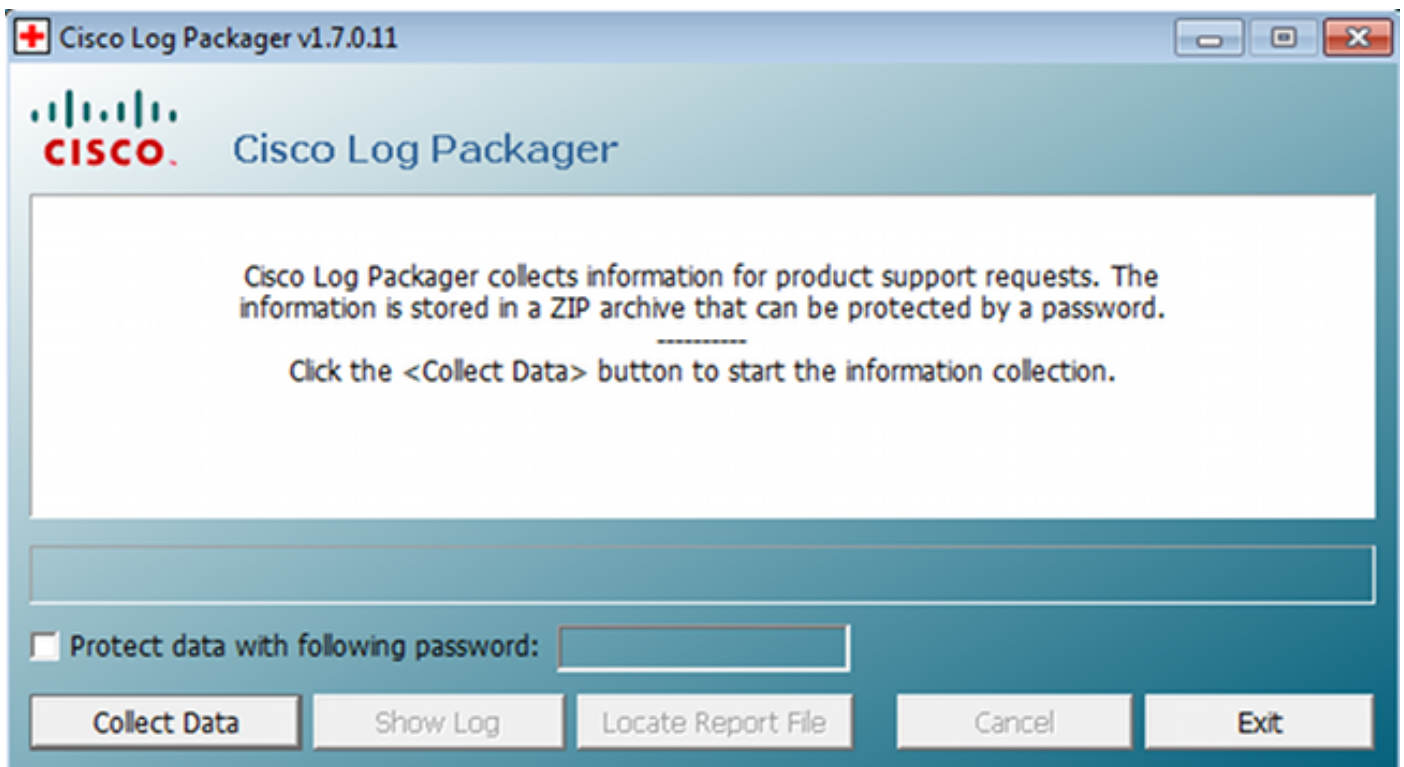 Cisco Log Packager v1.7.0.11
CISCO.
Cisco Log Packager
Cisco Log Packager collects information for product support requests. The
information is stored in a ZIP archive that can be protected by a password.
----------
Click the <Collect Data> button to start the information collection.
Protect data with following password:
Collect Data
Show Log
Locate Report File
Cancel
Exit